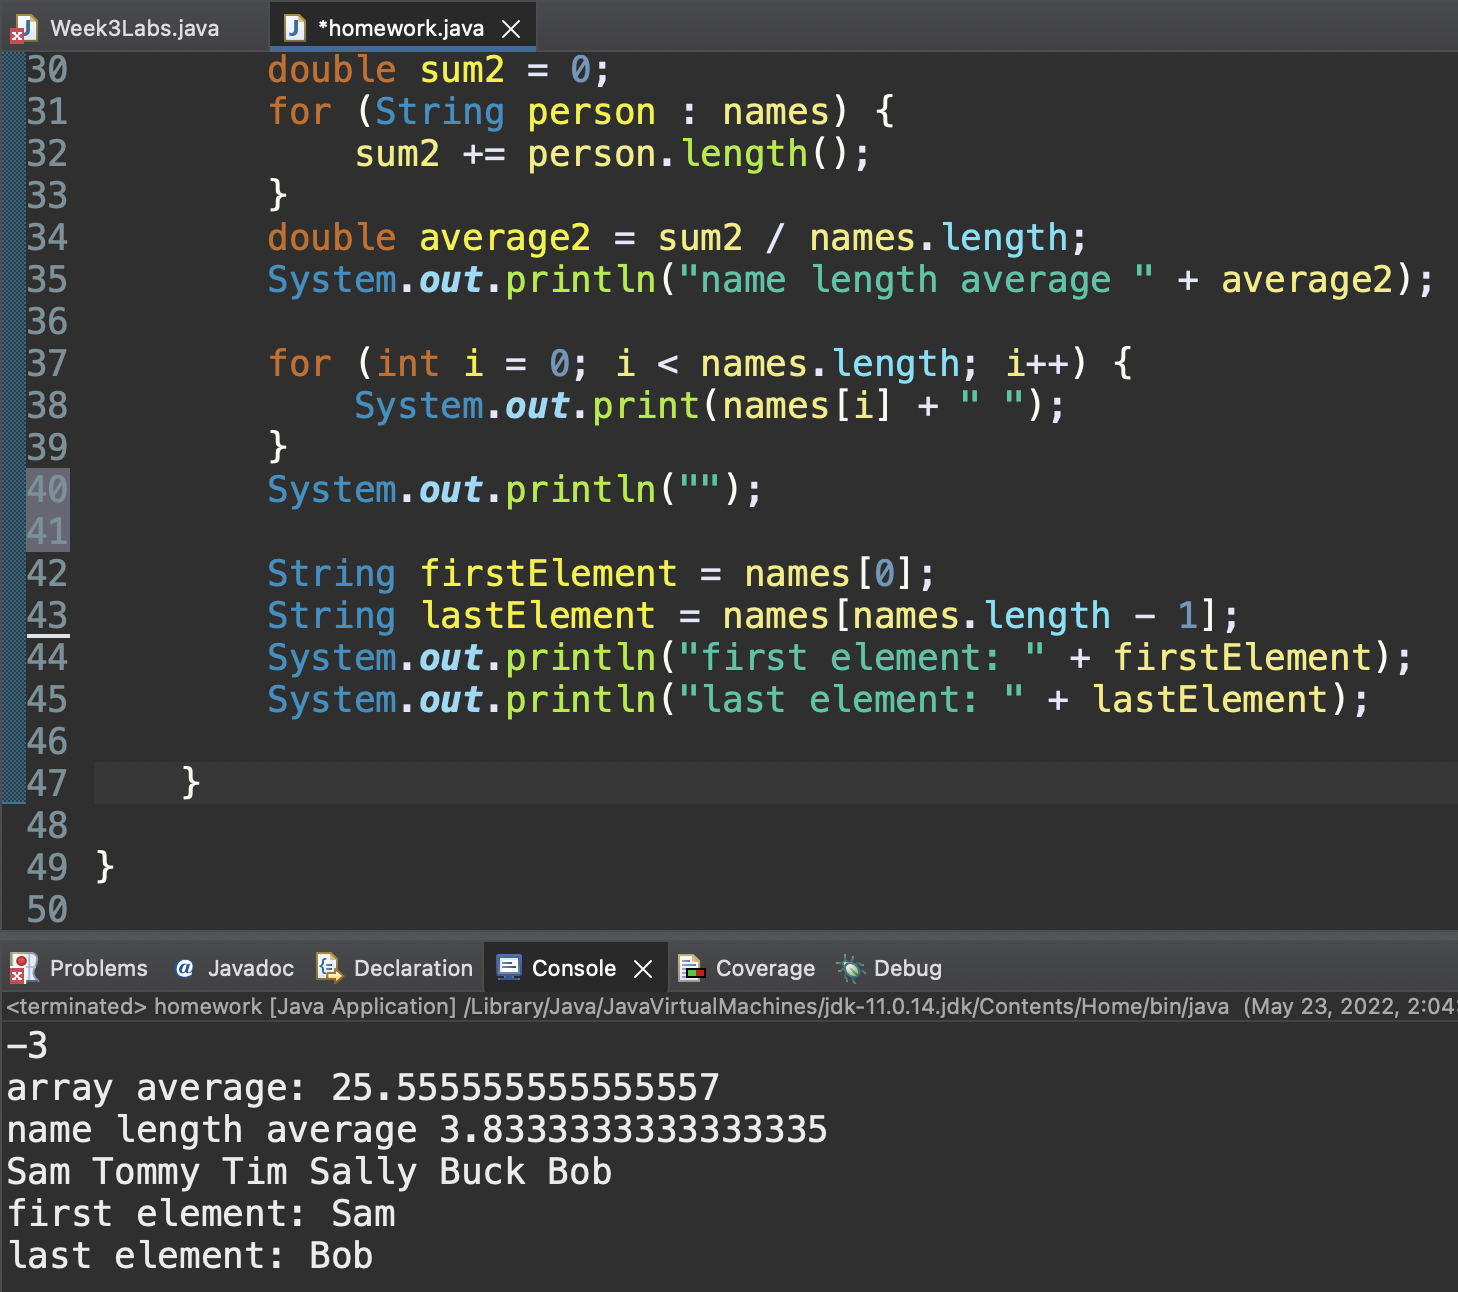 Week3Labs.java *homework.java
30 double sum2 = 0;
31 for (String person : names) {
32 sum2 += person.length();
33 }
34 double average2 = sum2 / names.length;
35 System.out.println("name length average " + average2);
36
37 for (int i = 0; i < names.length; i++) {
38 System.out.print(names[i] + " ");
39 }
40 System.out.println("");
41
42 String firstElement = names[0];
43 String lastElement = names[names.length - 1];
44 System.out.println("first element: " + firstElement);
45 System.out.println("last element: " + lastElement);
46
47 }
48
49 }
50
Problems @ Javadoc Declaration Console Coverage Debug
<terminated> homework [Java Application] /Library/Java/JavaVirtualMachines/jdk-11.0.14.jdk/Contents/Home/bin/java (May 23, 2022, 2:04:
-3
array average: 25.555555555555557
name length average 3.8333333333333335
Sam Tommy Tim Sally Buck Bob
first element: Sam
last element: Bob